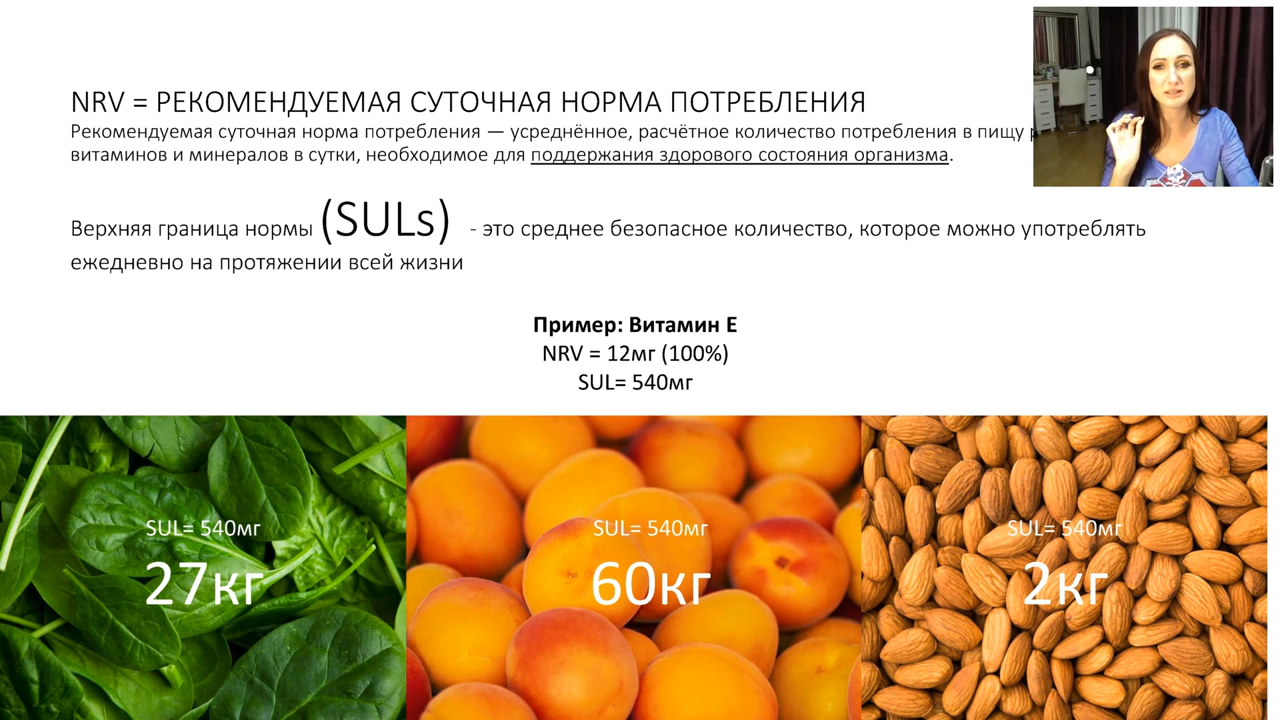 NRV = РЕКОМЕНДУЕМАЯ СУТОЧНАЯ НОРМА ПОТРЕБЛЕНИЯ
Рекомендуемая суточная норма потребления — усреднённое, расчётное количество потребления в пищу
витаминов и минералов в сутки, необходимое для поддержания здорового состояния организма.
Верхняя граница нормы (SULs) - это среднее безопасное количество, которое можно употреблять
ежедневно на протяжении всей жизни
Пример: Витамин Е
NRV = 12мг (100%)
SUL= 540мг
SUL= 540мг
27кг
SUL= 540мг
60кг
SUL= 540мг
2кг